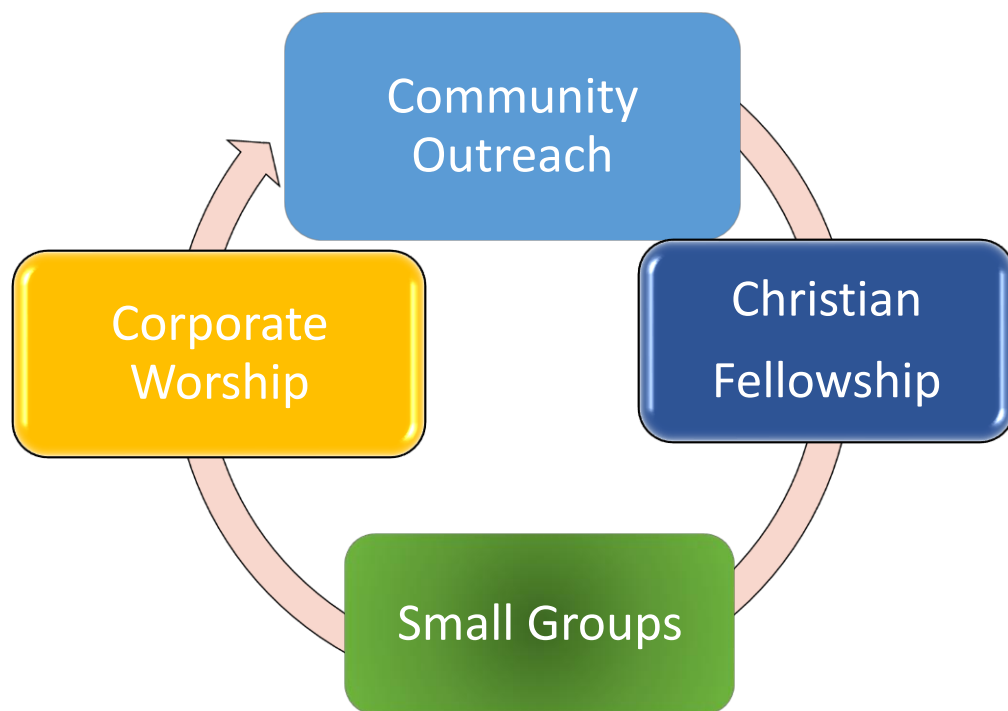 Community
Outreach
Christian
Fellowship
Small Groups
Corporate
Worship